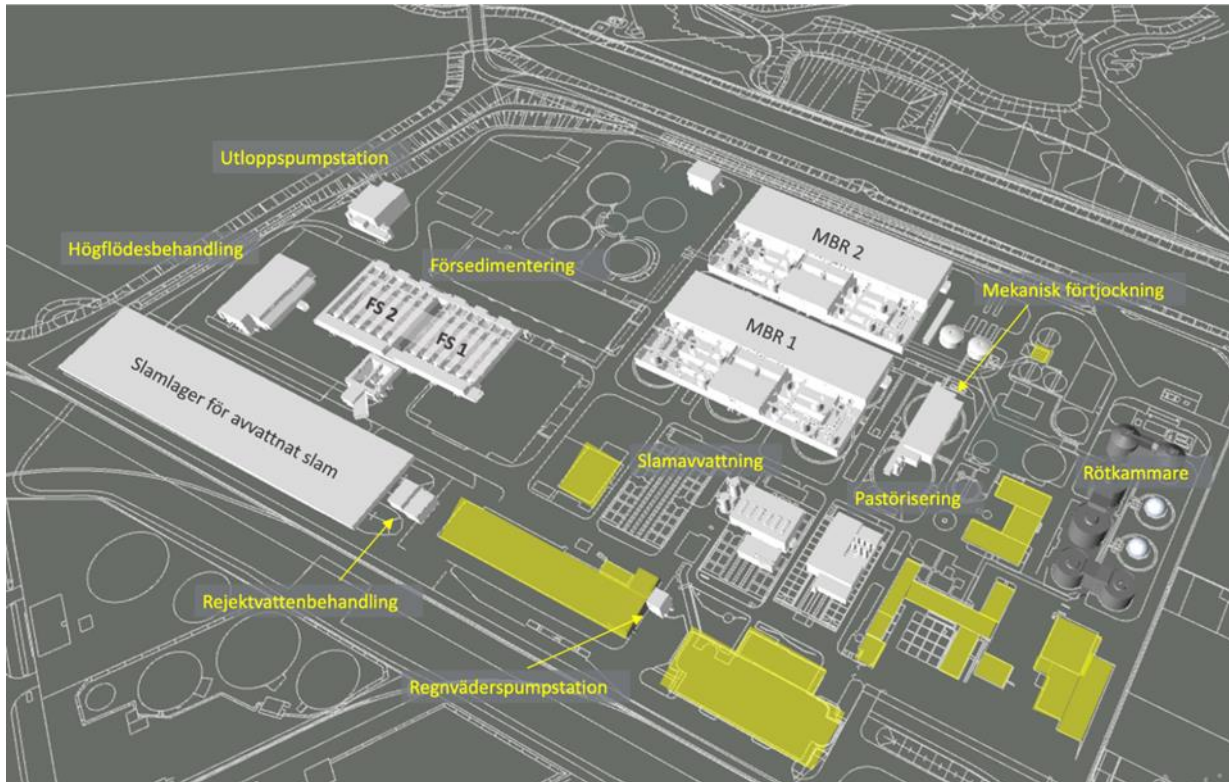 Utloppspumpstation
Högflödesbehandling
Försedimentering
MBR 2
Mekanisk förtjockning
FS 2
FS 1
MBR 1
Slamlager för avvattnat slam
Slamavvattning
Pastörisering
Rötkammare
Rejektvattenbehandling
Regnväderspumpstation